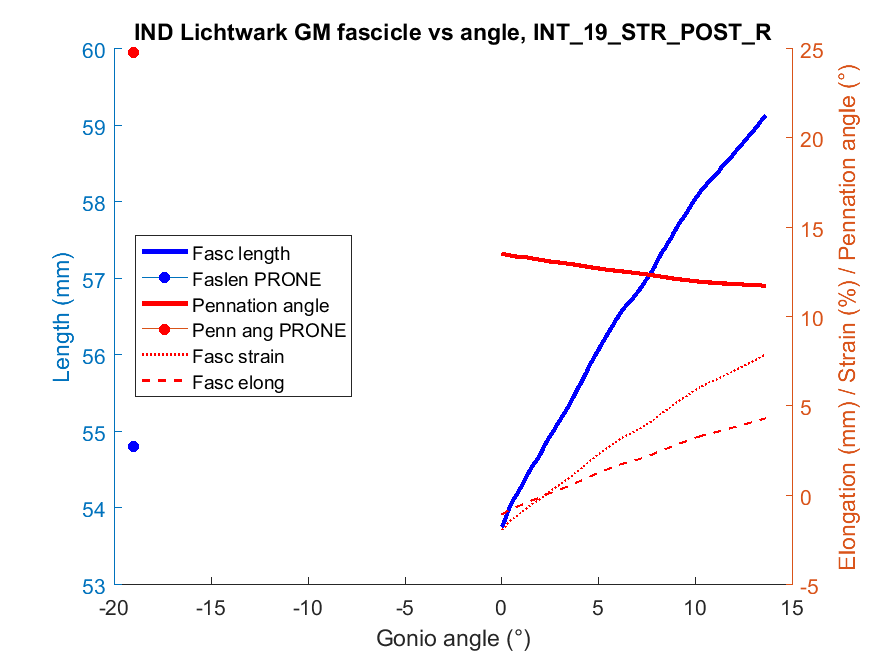 IND Lichtwark GM fascicle vs angle, INT_19_STR_POST_R
60
59
58
57
56
55
54
53
Length (mm)
25
20
15
10
5
0
-5
Elongation (mm) / Strain (%) / Pennation angle (°)
Fasc length
Faslen PRONE
Pennation angle
Penn ang PRONE
Fasc strain
Fasc elong
-20 -15 -10 -5 0 5 10 15
Gonio angle (°)